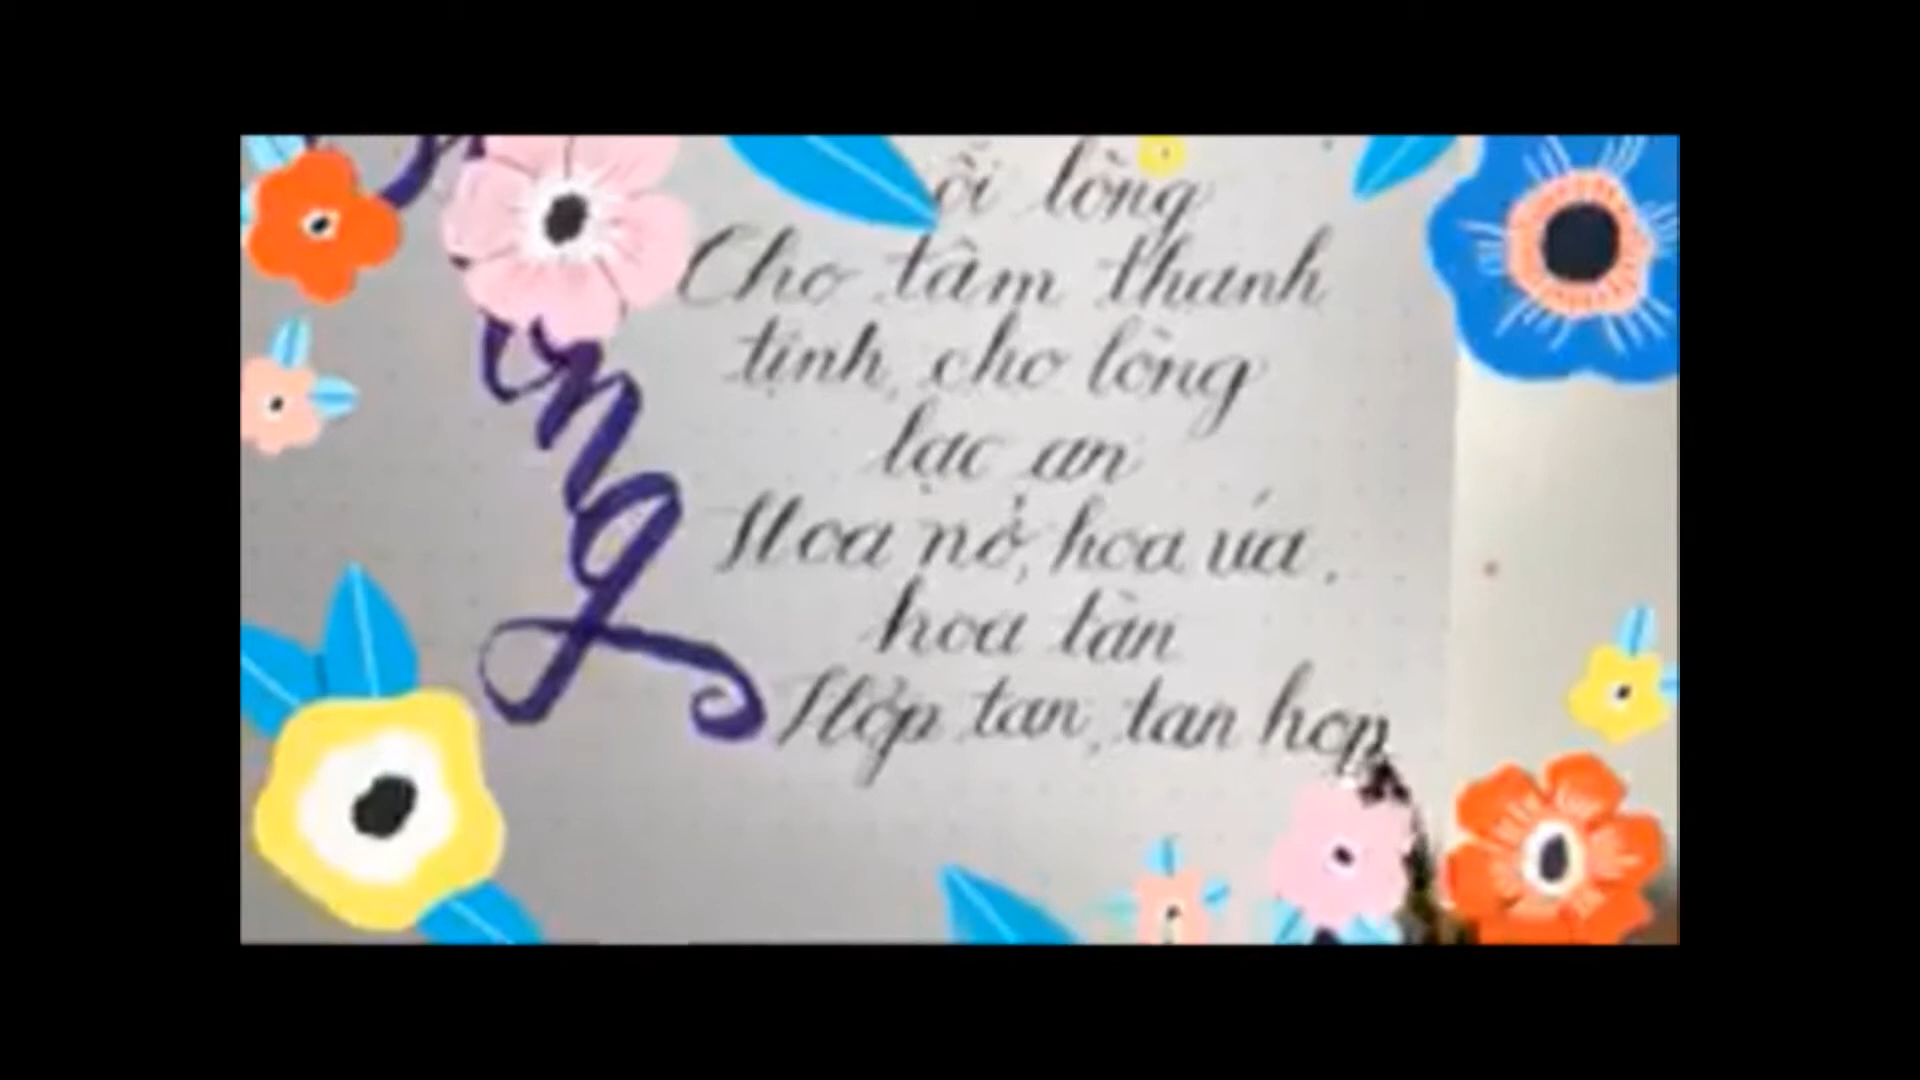 lòng
Cho tâm thanh
tịnh, cho lòng
lạc an
Hoa nở, hoa úa,
hoa tàn
Hợp tan, tan hợp